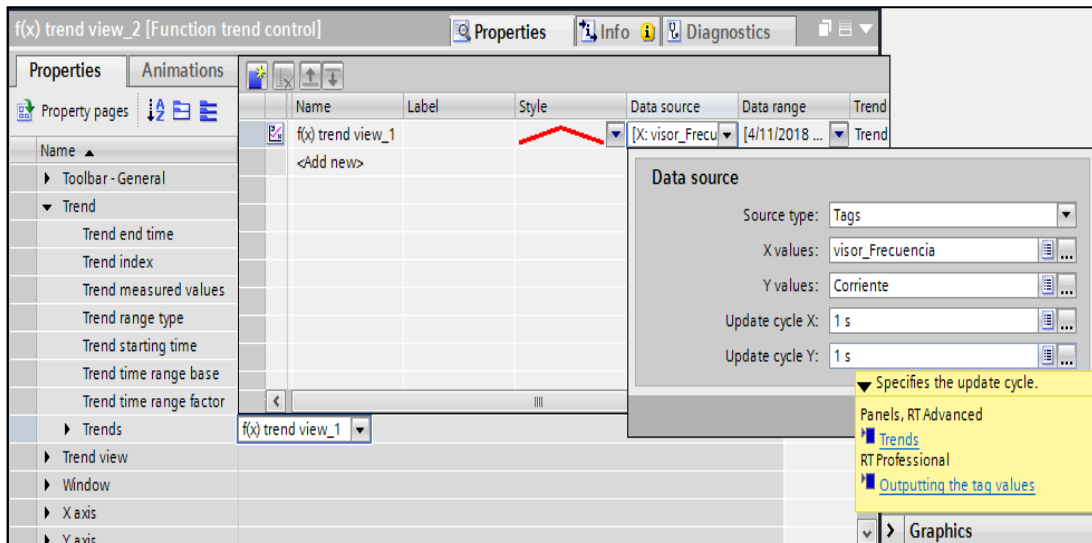 f(x) trend view_2 [Function trend control]
Properties
Info
Diagnostics
Properties
Animations
Property pages
Name
Toolbar - General
Trend
Trend end time
Trend index
Trend measured values
Trend range type
Trend starting time
Trend time range base
Trend time range factor
Trends
Trend view
Window
X axis
Y axis
Name Label Style Data source Data range Trend
f(x) trend view_1 [X: visor_Frecu [4/11/2018 ... Trend
<Add new>
f(x) trend view_1
Data source
Source type: Tags
X values: visor_Frecuencia
Y values: Corriente
Update cycle X: 1 s
Update cycle Y: 1 s
Specifies the update cycle.
Panels, RT Advanced
Trends
RT Professional
Outputting the tag values
Graphics